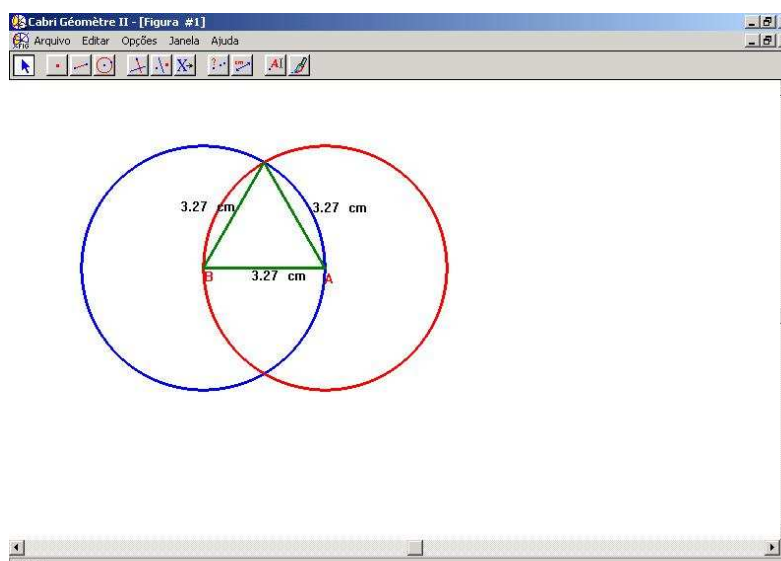 Cabri Géomètre II - [Figura #1]
Arquivo Editar Opções Janela Ajuda
3.27 cm
3.27 cm
B
3.27 cm
A